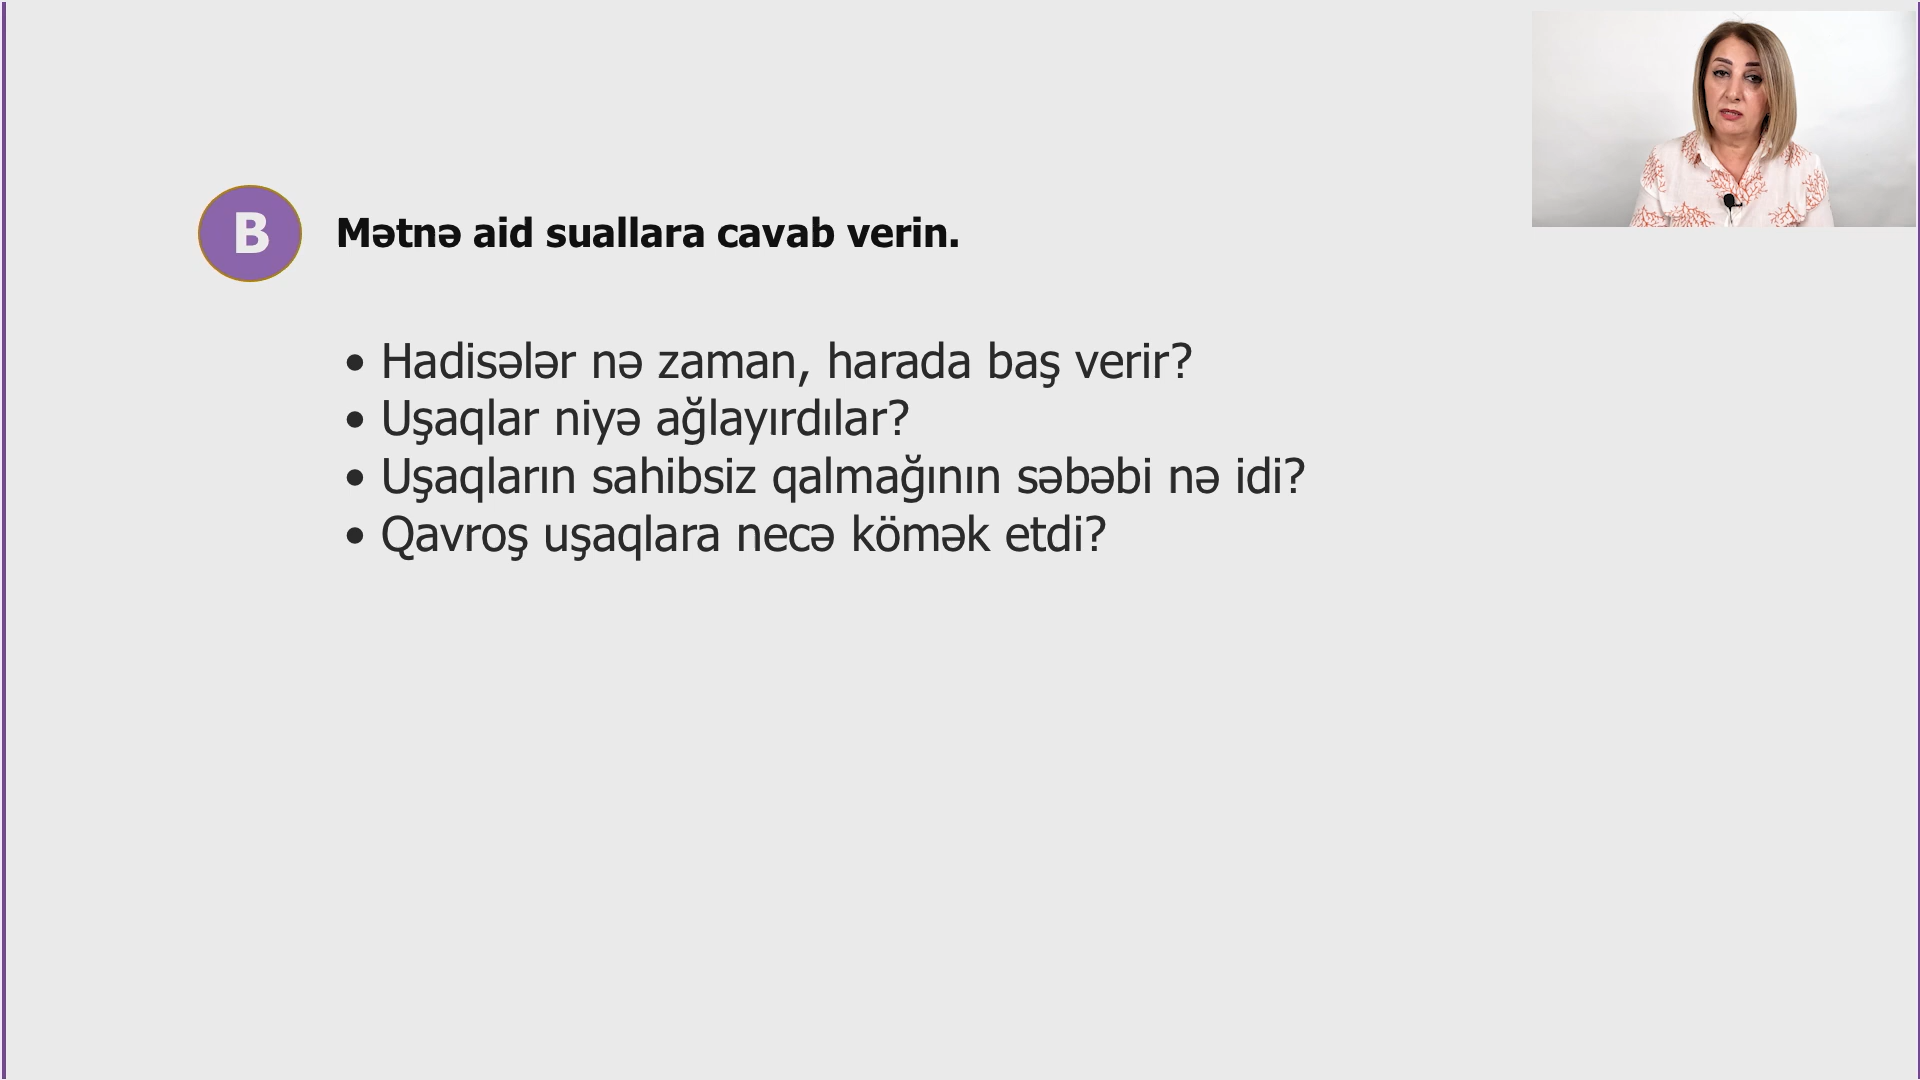 B
Mətnə aid suallara cavab verin.
• Hadisələr nə zaman, harada baş verir?
• Uşaqlar niyə ağlayırdılar?
• Uşaqların sahibsiz qalmağının səbəbi nə idi?
• Qavroş uşaqlara necə kömək etdi?